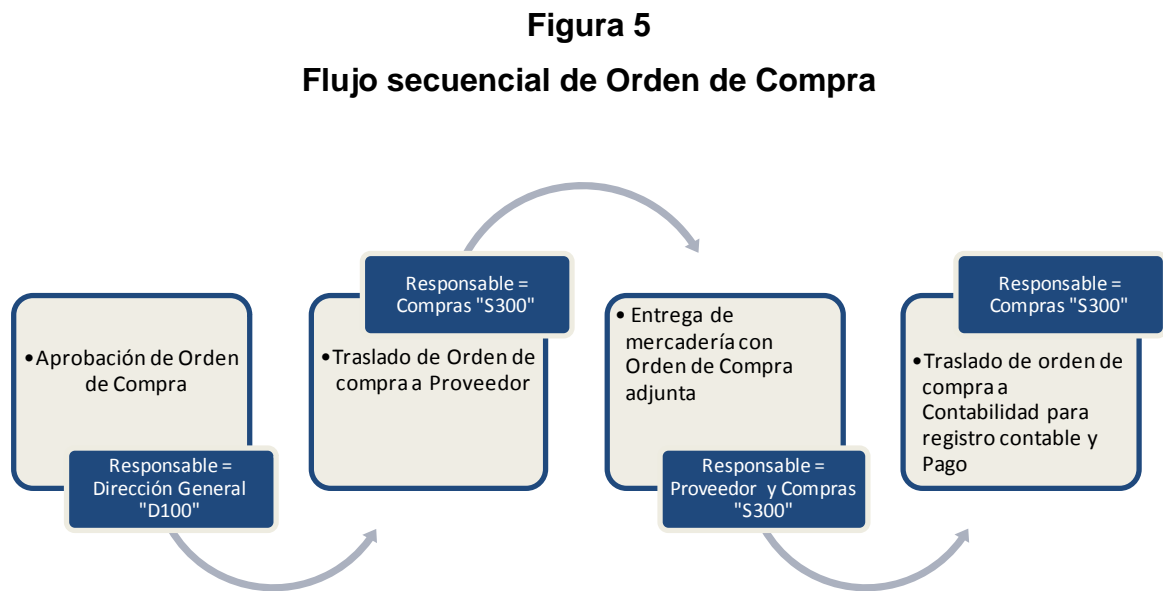 Figura 5
Flujo secuencial de Orden de Compra
•Aprobación de Orden
de Compra
Responsable =
Dirección General
"D100"
Responsable =
Compras "S300"
•Traslado de Orden de
compra a Proveedor
• Entrega de
mercadería con
Orden de Compra
adjunta
Responsable =
Proveedor y Compras
"S300"
Responsable =
Compras "S300"
•Traslado de orden de
compra a
Contabilidad para
registro contable y
Pago